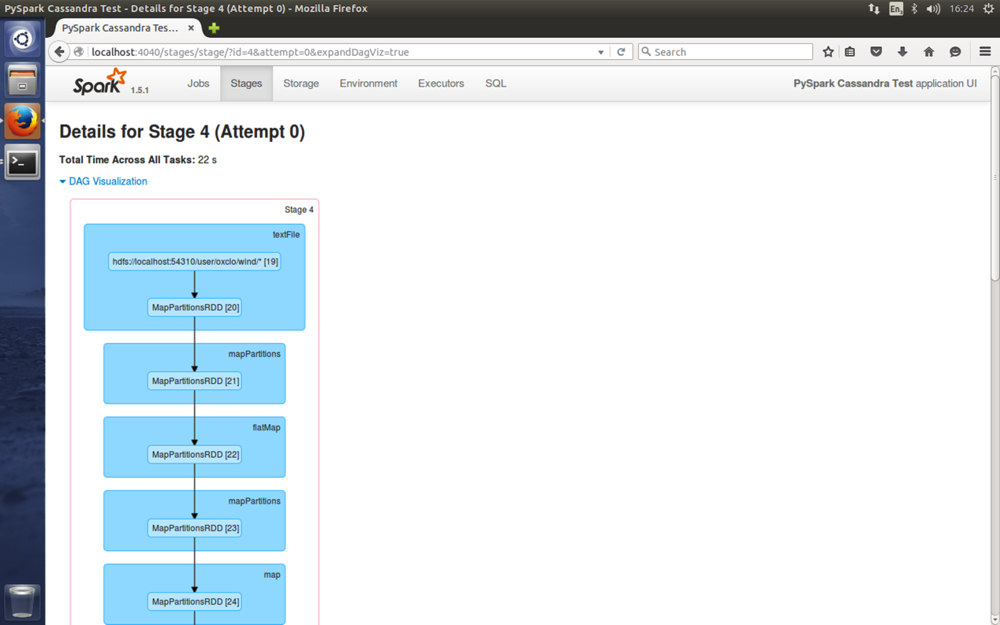 PySpark Cassandra Test - Details for Stage 4 (Attempt 0) - Mozilla Firefox
En
16:24
PySpark Cassandra Tes...
localhost:4040/stages/stage/?id=4&attempt=0&expandDagViz=true
Search
Spark 1.5.1
Jobs
Stages
Storage
Environment
Executors
SQL
PySpark Cassandra Test application UI
Details for Stage 4 (Attempt 0)
Total Time Across All Tasks: 22 s
DAG Visualization
Stage 4
textFile
hdfs://localhost:54310/user/oxclo/wind/* [19]
MapPartitionsRDD [20]
mapPartitions
MapPartitionsRDD [21]
flatMap
MapPartitionsRDD [22]
mapPartitions
MapPartitionsRDD [23]
map
MapPartitionsRDD [24]